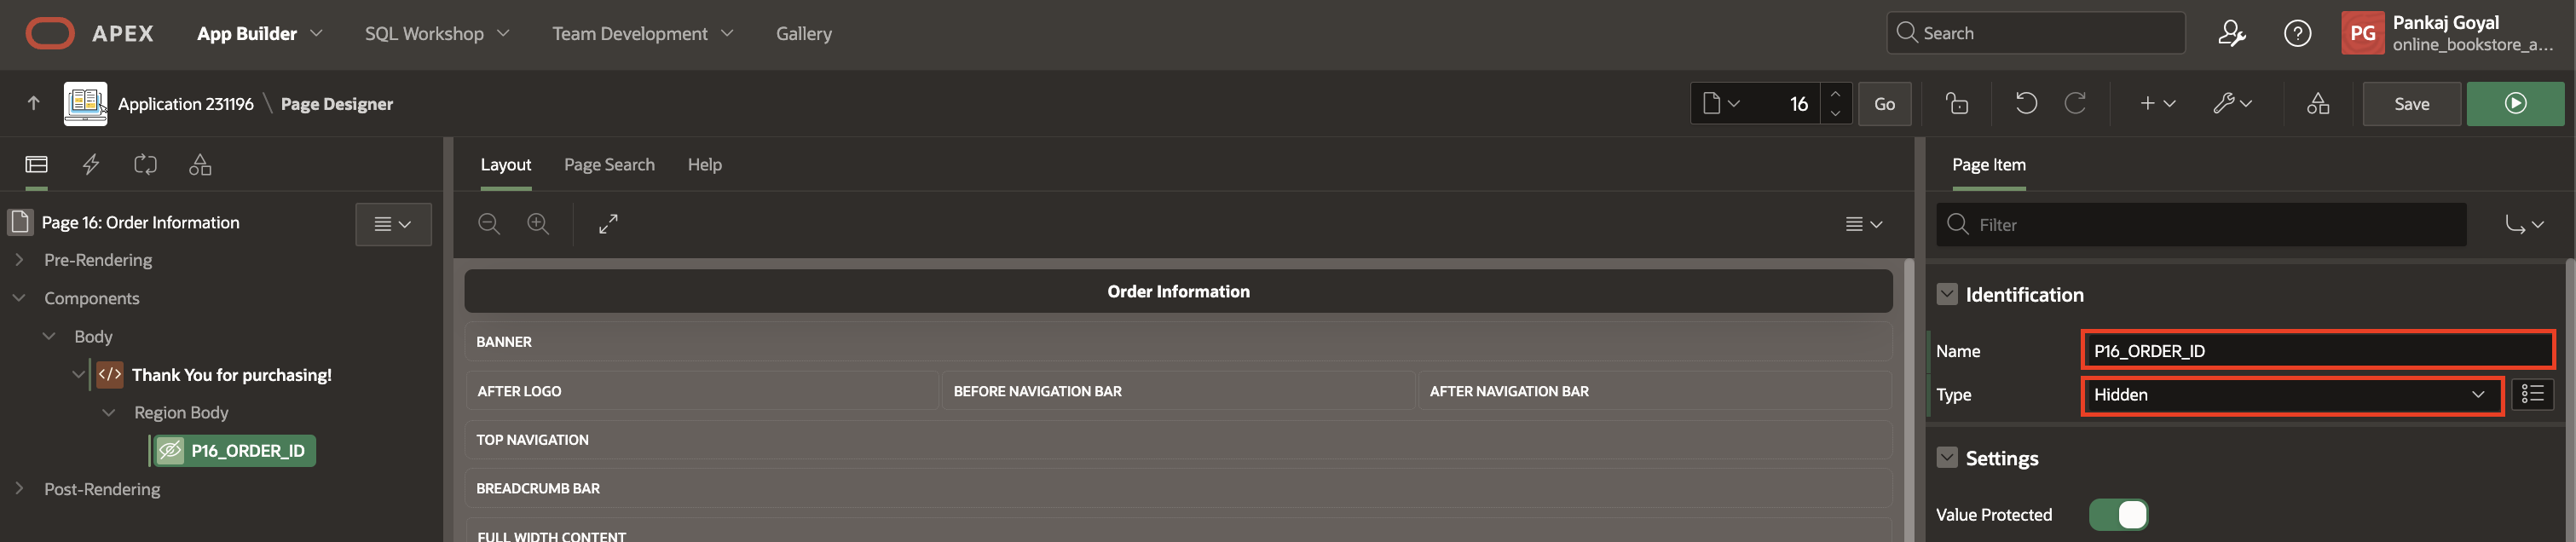 APEX App Builder SQL Workshop Team Development Gallery Search Pankaj Goyal
PG online_bookstore_a...
Application 231196 \ Page Designer 16 Go Save
Layout Page Search Help Page Item
Page 16: Order Information Filter
Pre-Rendering
Components
Body
Thank You for purchasing!
Region Body
P16_ORDER_ID
Post-Rendering
Order Information
BANNER
AFTER LOGO BEFORE NAVIGATION BAR AFTER NAVIGATION BAR
TOP NAVIGATION
BREADCRUMB BAR
FULL WIDTH CONTENT
Identification
Name P16_ORDER_ID
Type Hidden
Settings
Value Protected